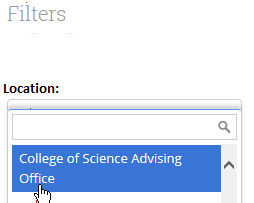 Filters
Location:
College of Science Advising
Office